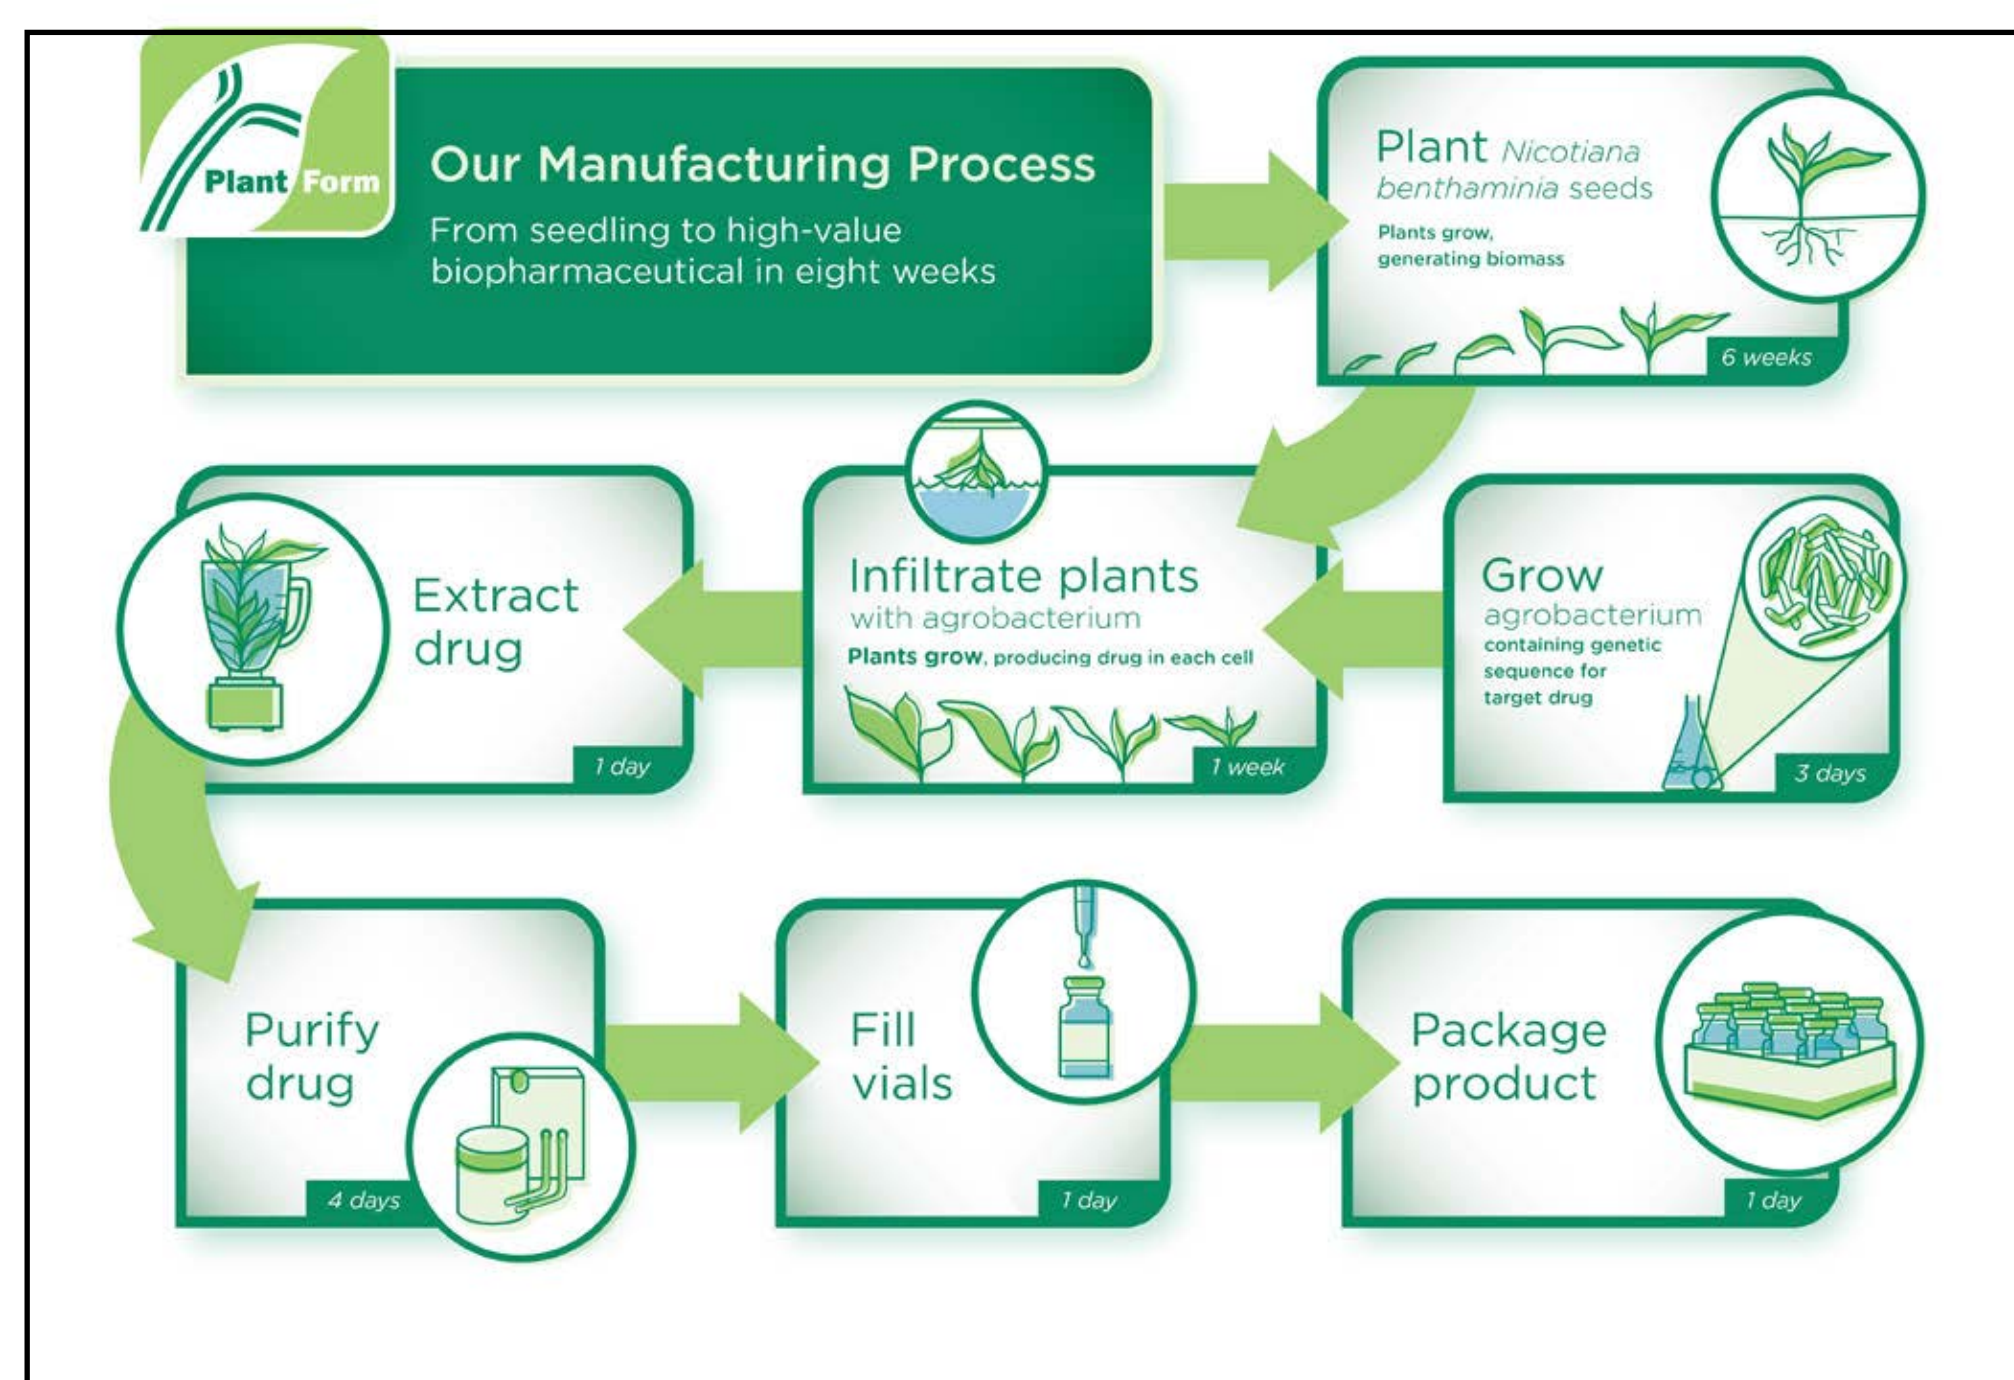 Plant Form
Our Manufacturing Process
From seedling to high-value
biopharmaceutical in eight weeks
Plant Nicotiana
benthaminia seeds
Plants grow,
generating biomass
6 weeks
Grow
agrobacterium
containing genetic
sequence for
target drug
3 days
Infiltrate plants
with agrobacterium
Plants grow, producing drug in each cell
1 week
Extract
drug
1 day
Purify
drug
4 days
Fill
vials
1 day
Package
product
1 day